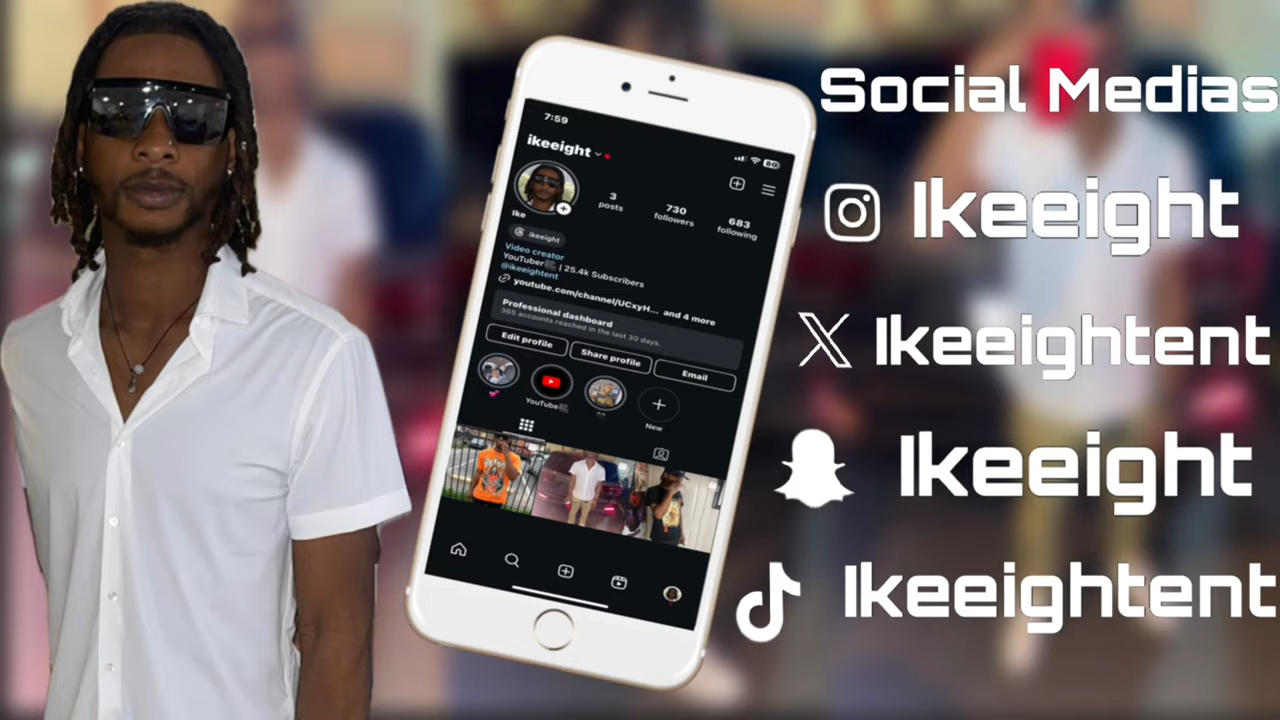 Social Medias
Ikeeight
Ikeeightent
Ikeeight
Ikeeightent
7:59
80
ikeeight
3
posts
730
followers
683
following
Ike
ikeeight
Video creator
YouTuber | 25.4k Subscribers
@ikeeightent
youtube.com/channel/UCxyH... and 4 more
Professional dashboard
365 accounts reached in the last 30 days.
Edit profile
Share profile
Email
YouTube
New